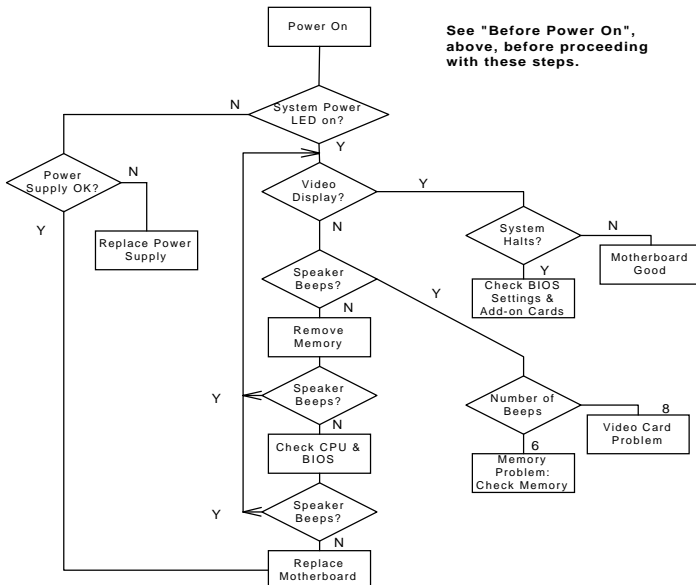 Power On
See "Before Power On",
above, before proceeding
with these steps.
N
System Power
LED on?
Y
Power
Supply OK?
N
Y
Video
Display?
Y
N
Replace Power
Supply
System
Halts?
N
Y
Motherboard
Good
Speaker
Beeps?
Y
N
Check BIOS
Settings &
Add-on Cards
Remove
Memory
Speaker
Beeps?
Y
N
Number of
Beeps
8
6
Video Card
Problem
Check CPU &
BIOS
Memory
Problem:
Check Memory
Speaker
Beeps?
Y
N
Replace
Motherboard